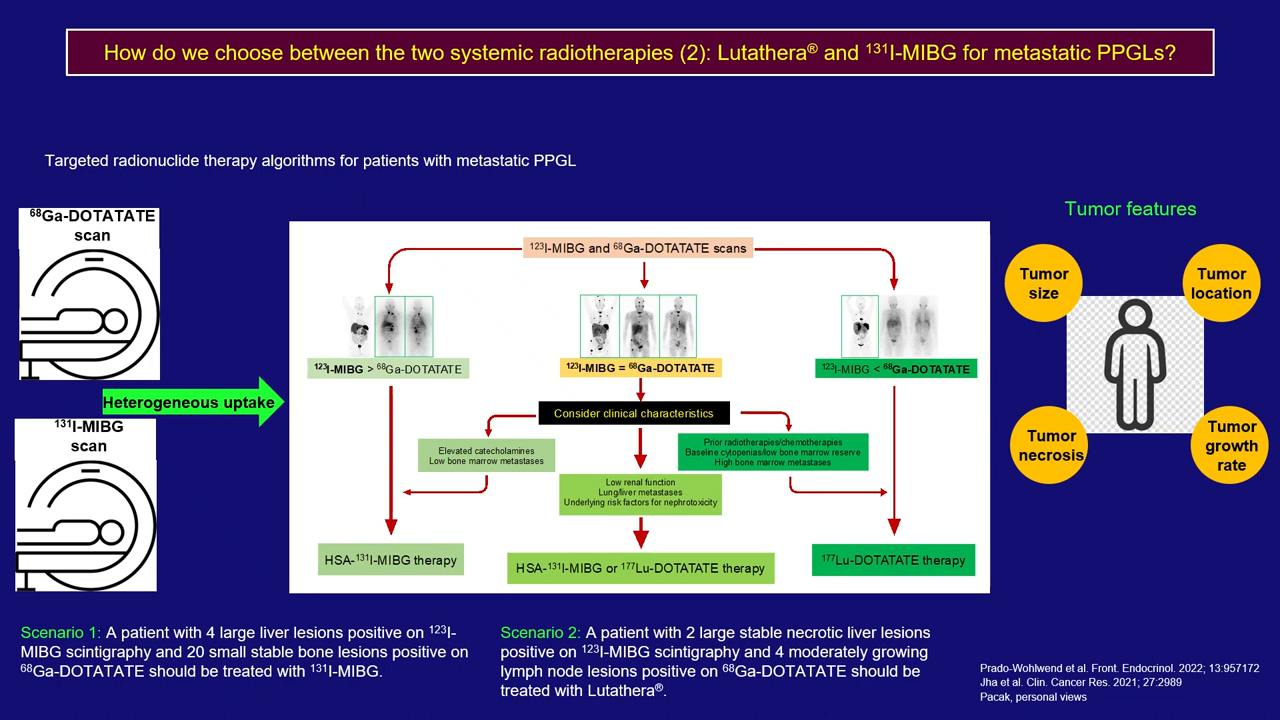 How do we choose between the two systemic radiotherapies (2): Lutathera® and ¹³¹I-MIBG for metastatic PPGLs?
Targeted radionuclide therapy algorithms for patients with metastatic PPGL
⁶⁸Ga-DOTATATE
scan
Heterogeneous uptake
¹³¹I-MIBG
scan
¹²³I-MIBG and ⁶⁸Ga-DOTATATE scans
¹²³I-MIBG > ⁶⁸Ga-DOTATATE
¹²³I-MIBG = ⁶⁸Ga-DOTATATE
¹²³I-MIBG < ⁶⁸Ga-DOTATATE
Consider clinical characteristics
Elevated catecholamines
Low bone marrow metastases
Low renal function
Lung/liver metastases
Underlying risk factors for nephrotoxicity
Prior radiotherapies/chemotherapies
Baseline cytopenias/low bone marrow reserve
High bone marrow metastases
HSA-¹³¹I-MIBG therapy
HSA-¹³¹I-MIBG or ¹⁷⁷Lu-DOTATATE therapy
¹⁷⁷Lu-DOTATATE therapy
Tumor features
Tumor
size
Tumor
location
Tumor
necrosis
Tumor
growth
rate
Scenario 1: A patient with 4 large liver lesions positive on ¹²³I-
MIBG scintigraphy and 20 small stable bone lesions positive on
⁶⁸Ga-DOTATATE should be treated with ¹³¹I-MIBG.
Scenario 2: A patient with 2 large stable necrotic liver lesions
positive on ¹²³I-MIBG scintigraphy and 4 moderately growing
lymph node lesions positive on ⁶⁸Ga-DOTATATE should be
treated with Lutathera®.
Prado-Wohlwend et al. Front. Endocrinol. 2022; 13:957172
Jha et al. Clin. Cancer Res. 2021; 27:2989
Pacak, personal views